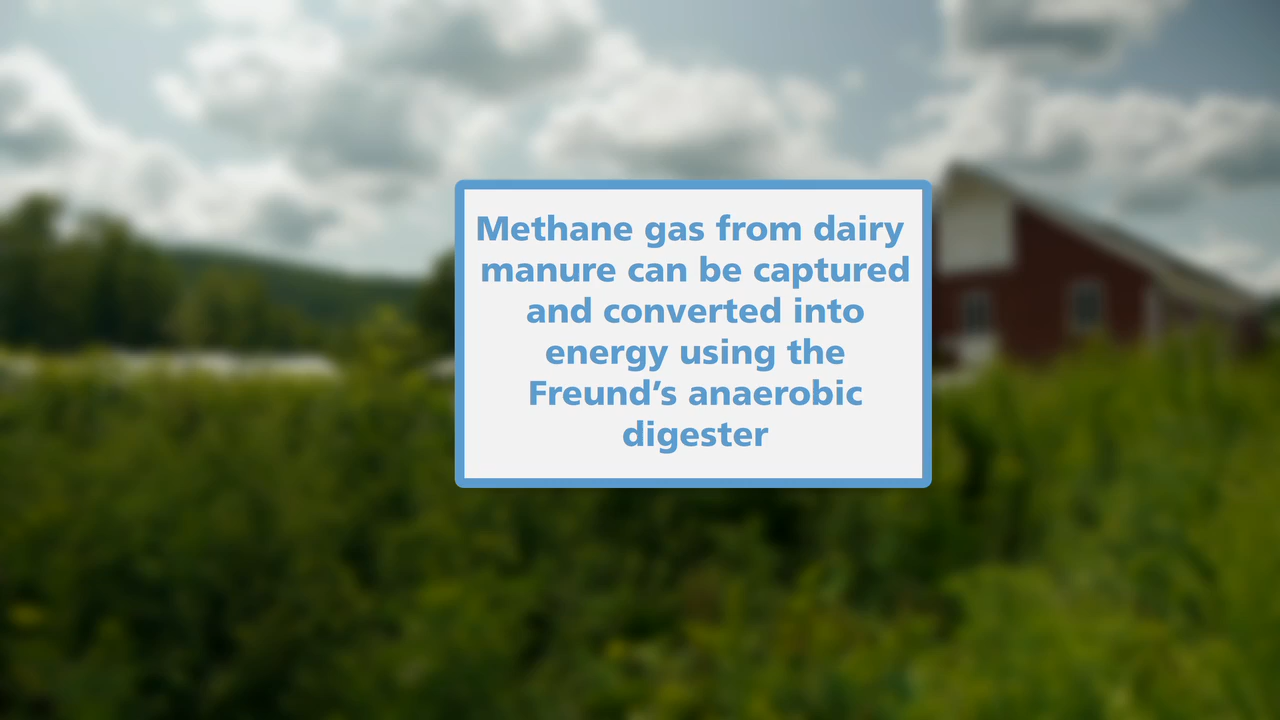 Methane gas from dairy
manure can be captured
and converted into
energy using the
Freund’s anaerobic
digester